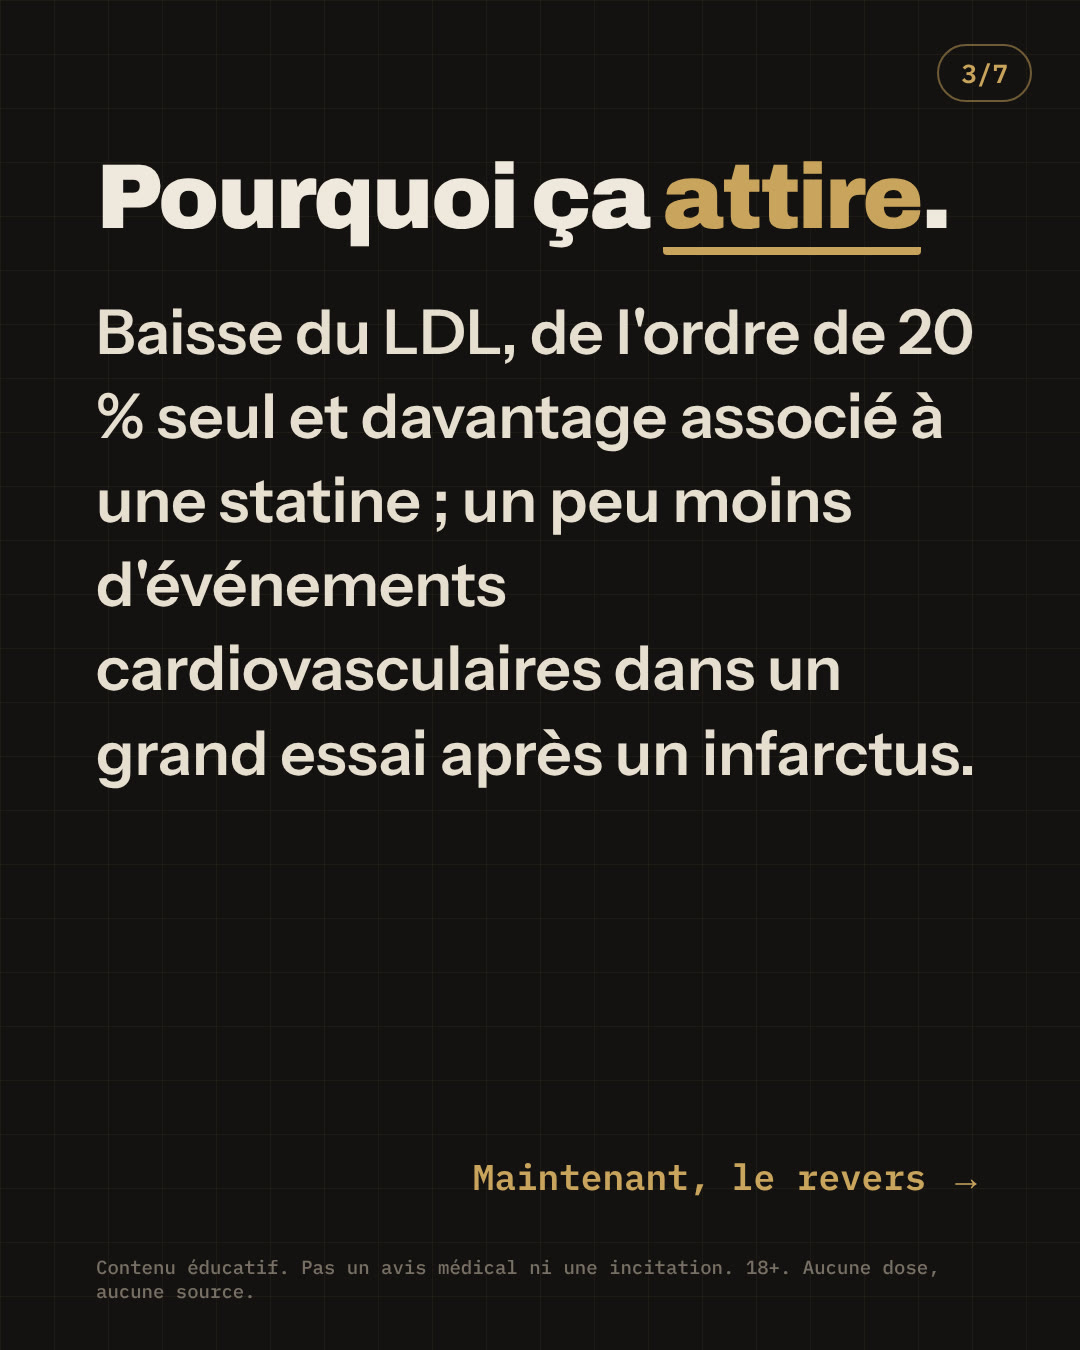 3/7
Pourquoi ça attire.
Baisse du LDL, de l'ordre de 20
% seul et davantage associé à
une statine ; un peu moins
d'événements
cardiovasculaires dans un
grand essai après un infarctus.
Maintenant, le revers →
Contenu éducatif. Pas un avis médical ni une incitation. 18+. Aucune dose,
aucune source.